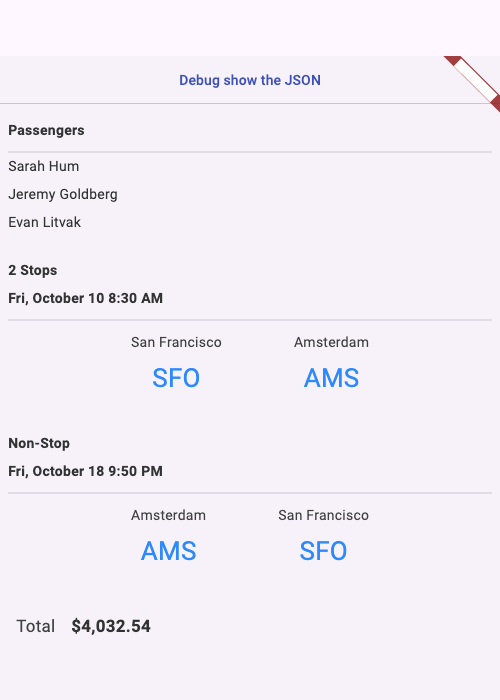 Debug show the JSON
Passengers
Sarah Hum
Jeremy Goldberg
Evan Litvak
2 Stops
Fri, October 10 8:30 AM
San Francisco Amsterdam
SFO AMS
Non-Stop
Fri, October 18 9:50 PM
Amsterdam San Francisco
AMS SFO
Total $4,032.54